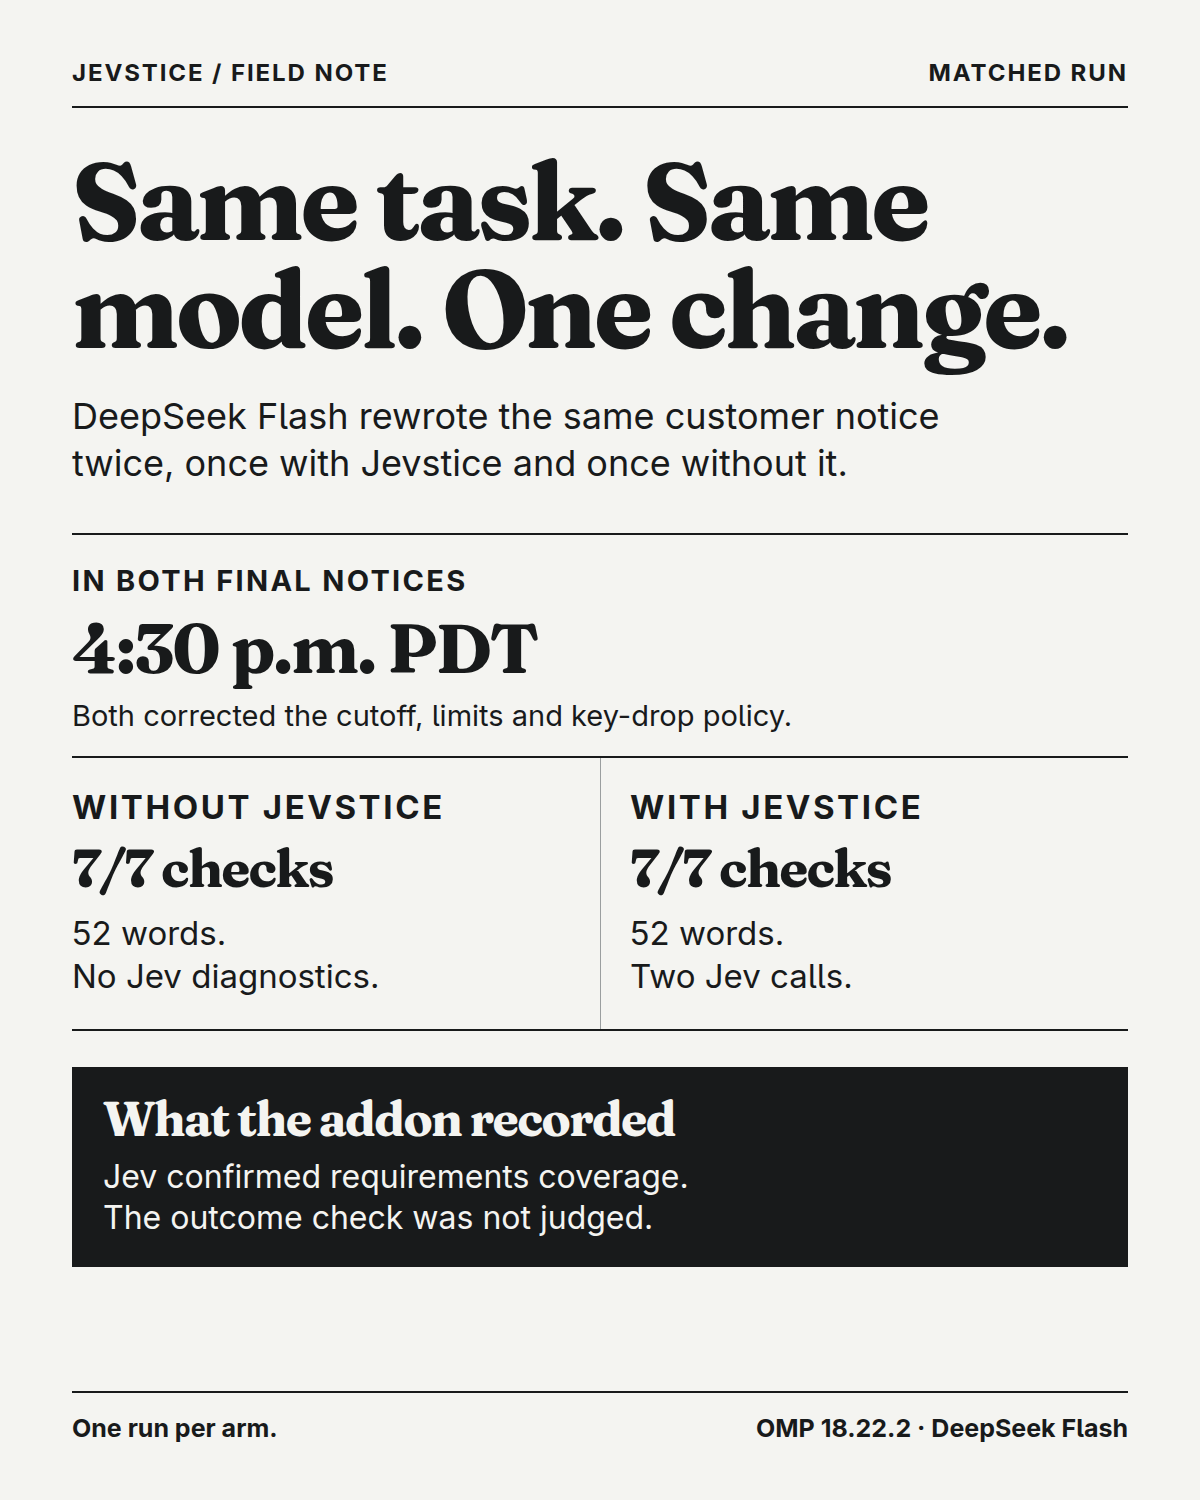 JEVSTICE / FIELD NOTE
MATCHED RUN
Same task. Same
model. One change.
DeepSeek Flash rewrote the same customer notice
twice, once with Jevstice and once without it.
IN BOTH FINAL NOTICES
4:30 p.m. PDT
Both corrected the cutoff, limits and key-drop policy.
WITHOUT JEVSTICE
7/7 checks
52 words.
No Jev diagnostics.
WITH JEVSTICE
7/7 checks
52 words.
Two Jev calls.
What the addon recorded
Jev confirmed requirements coverage.
The outcome check was not judged.
One run per arm.
OMP 18.22.2 · DeepSeek Flash